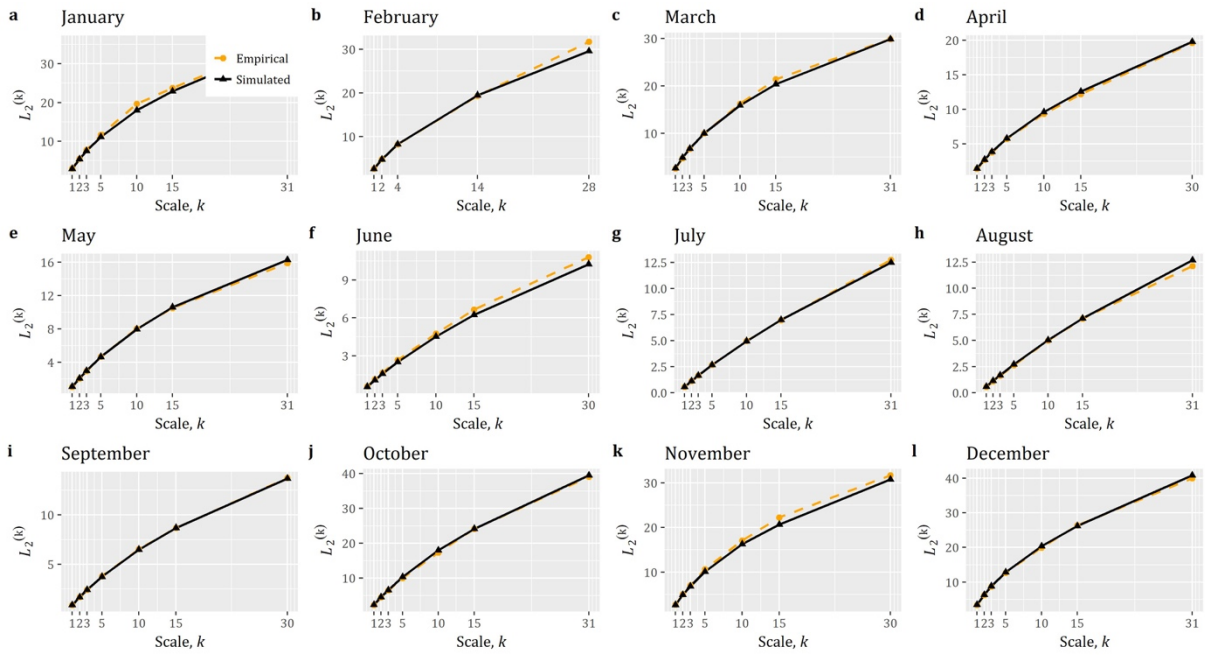 a January
Empirical
Simulated
30
20
10
L₂⁽ᵏ⁾
1 2 3 5 10 15 31
Scale, k
b February
30
20
10
L₂⁽ᵏ⁾
1 2 4 14 28
Scale, k
c March
30
20
10
L₂⁽ᵏ⁾
1 2 3 5 10 15 31
Scale, k
d April
20
15
10
5
L₂⁽ᵏ⁾
1 2 3 5 10 15 30
Scale, k
e May
16
12
8
4
L₂⁽ᵏ⁾
1 2 3 5 10 15 31
Scale, k
f June
9
6
3
L₂⁽ᵏ⁾
1 2 3 5 10 15 30
Scale, k
g July
12.5
10.0
7.5
5.0
2.5
0.0
L₂⁽ᵏ⁾
1 2 3 5 10 15 31
Scale, k
h August
12.5
10.0
7.5
5.0
2.5
0.0
L₂⁽ᵏ⁾
1 2 3 5 10 15 31
Scale, k
i September
10
5
L₂⁽ᵏ⁾
1 2 3 5 10 15 30
Scale, k
j October
40
30
20
10
L₂⁽ᵏ⁾
1 2 3 5 10 15 31
Scale, k
k November
30
20
10
L₂⁽ᵏ⁾
1 2 3 5 10 15 30
Scale, k
l December
40
30
20
10
L₂⁽ᵏ⁾
1 2 3 5 10 15 31
Scale, k